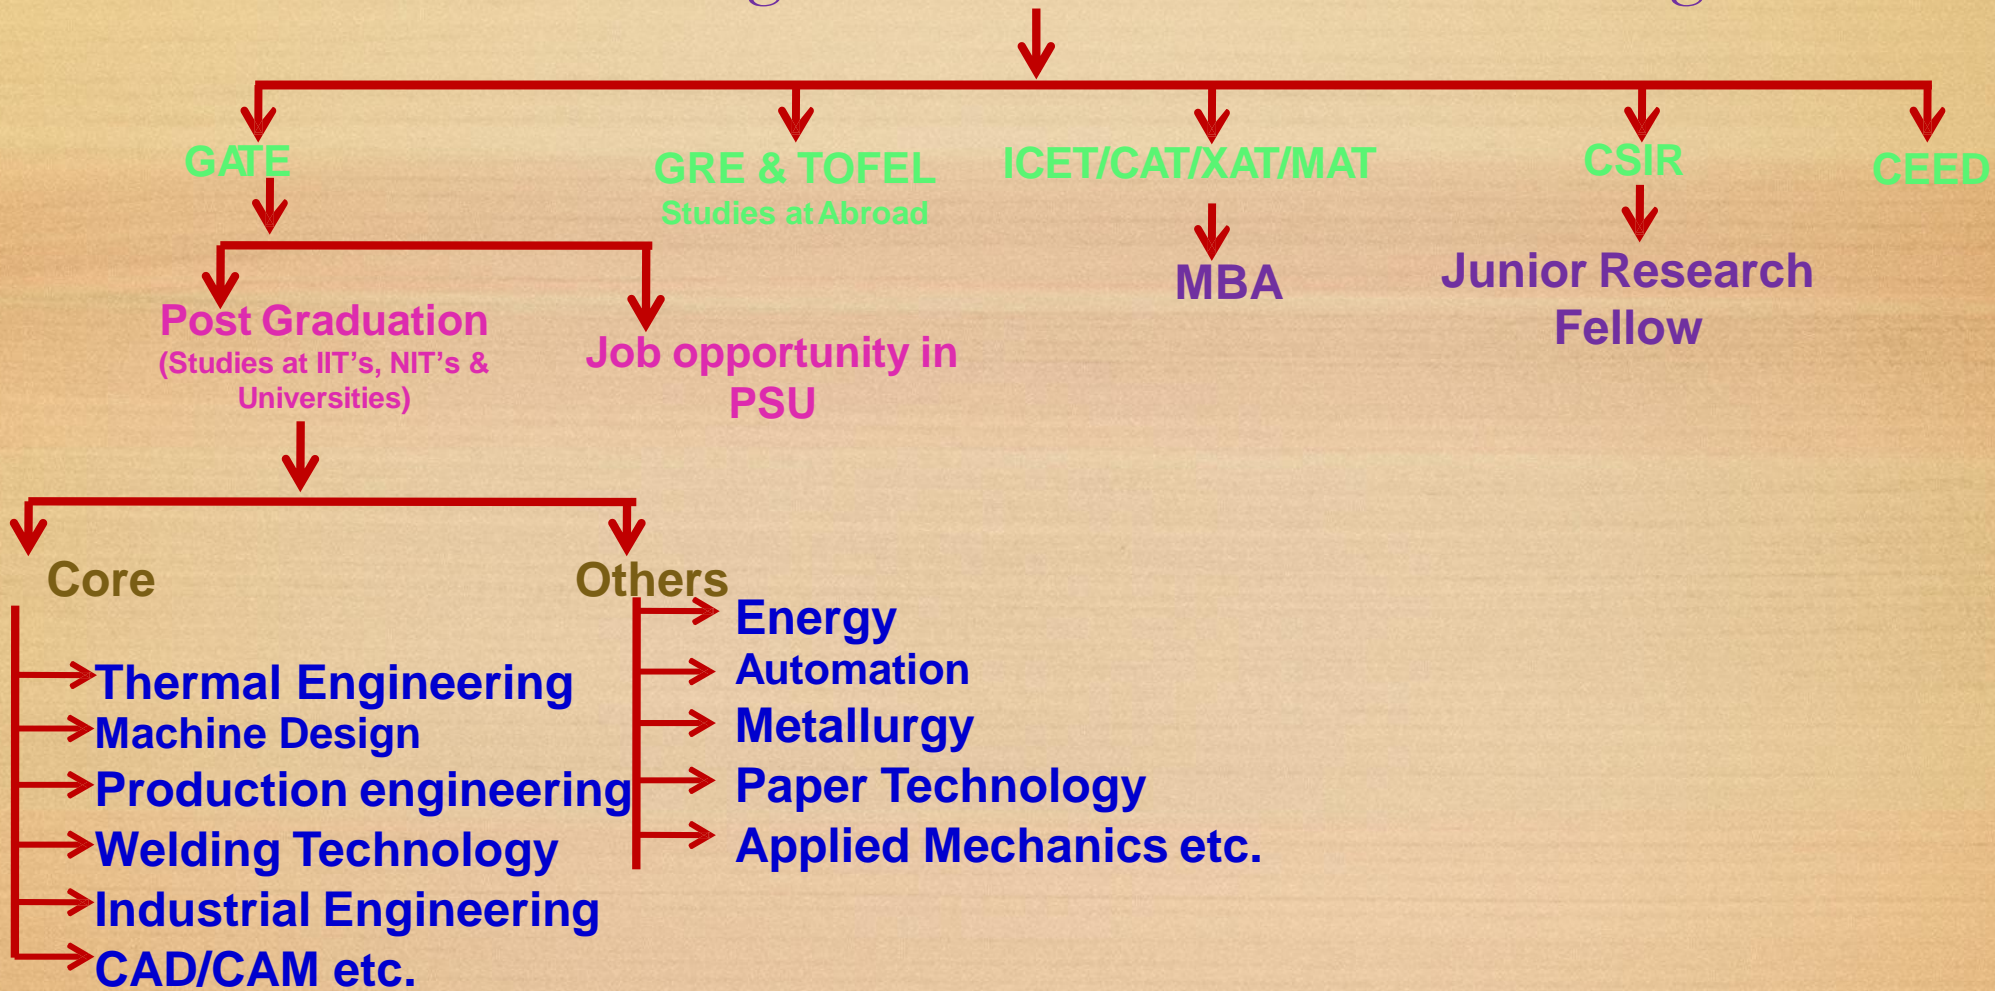 GATE
GRE & TOFEL
Studies at Abroad
ICET/CAT/XAT/MAT
CSIR
CEED
Post Graduation
(Studies at IIT’s, NIT’s &
Universities)
Job opportunity in
PSU
MBA
Junior Research
Fellow
Core
Thermal Engineering
Machine Design
Production engineering
Welding Technology
Industrial Engineering
CAD/CAM etc.
Others
Energy
Automation
Metallurgy
Paper Technology
Applied Mechanics etc.